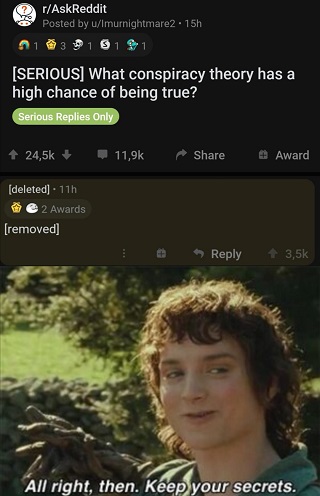 r/AskReddit
Posted by u/Imurnightmare2 • 15h
1 3 1 1 1
[SERIOUS] What conspiracy theory has a
high chance of being true?
Serious Replies Only
24,5k 11,9k Share Award
[deleted] • 11h
2 Awards
[removed]
Reply 3,5k
All right, then. Keep your secrets.